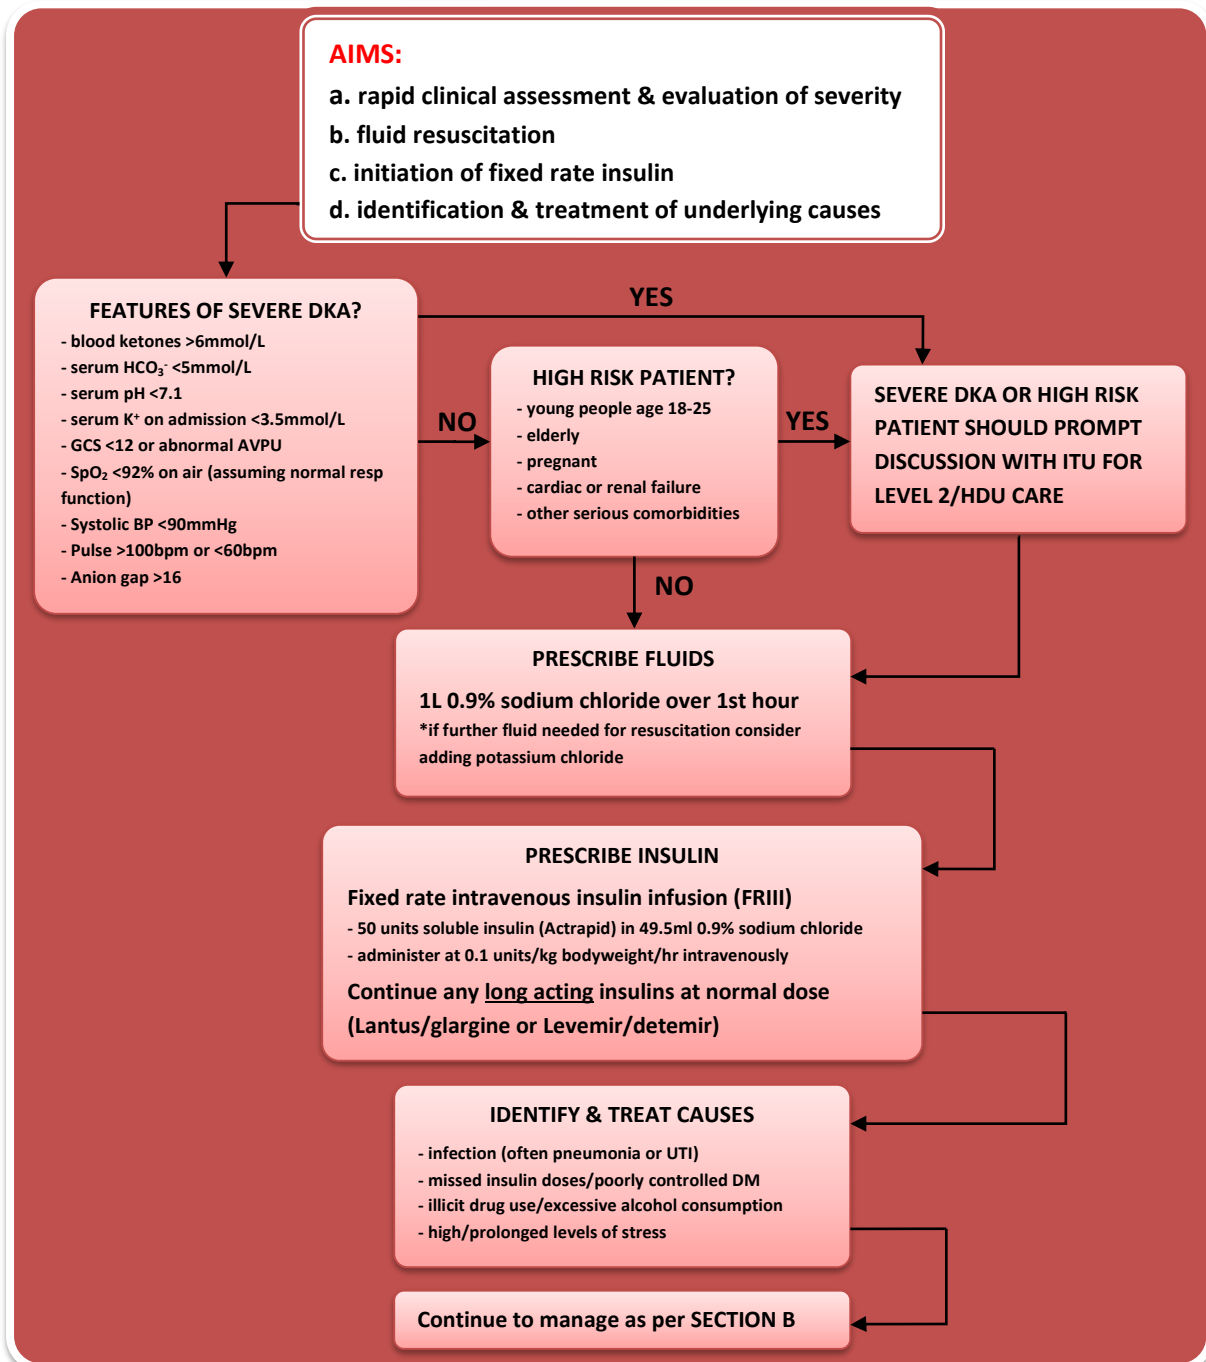 AIMS:
a. rapid clinical assessment & evaluation of severity
b. fluid resuscitation
c. initiation of fixed rate insulin
d. identification & treatment of underlying causes
FEATURES OF SEVERE DKA?
- blood ketones >6mmol/L
- serum HCO₃⁻ <5mmol/L
- serum pH <7.1
- serum K⁺ on admission <3.5mmol/L
- GCS <12 or abnormal AVPU
- SpO₂ <92% on air (assuming normal resp
function)
- Systolic BP <90mmHg
- Pulse >100bpm or <60bpm
- Anion gap >16
YES
NO
HIGH RISK PATIENT?
- young people age 18-25
- elderly
- pregnant
- cardiac or renal failure
- other serious comorbidities
YES
NO
SEVERE DKA OR HIGH RISK
PATIENT SHOULD PROMPT
DISCUSSION WITH ITU FOR
LEVEL 2/HDU CARE
PRESCRIBE FLUIDS
1L 0.9% sodium chloride over 1st hour
*if further fluid needed for resuscitation consider
adding potassium chloride
PRESCRIBE INSULIN
Fixed rate intravenous insulin infusion (FRIII)
- 50 units soluble insulin (Actrapid) in 49.5ml 0.9% sodium chloride
- administer at 0.1 units/kg bodyweight/hr intravenously
Continue any long acting insulins at normal dose
(Lantus/glargine or Levemir/detemir)
IDENTIFY & TREAT CAUSES
- infection (often pneumonia or UTI)
- missed insulin doses/poorly controlled DM
- illicit drug use/excessive alcohol consumption
- high/prolonged levels of stress
Continue to manage as per SECTION B